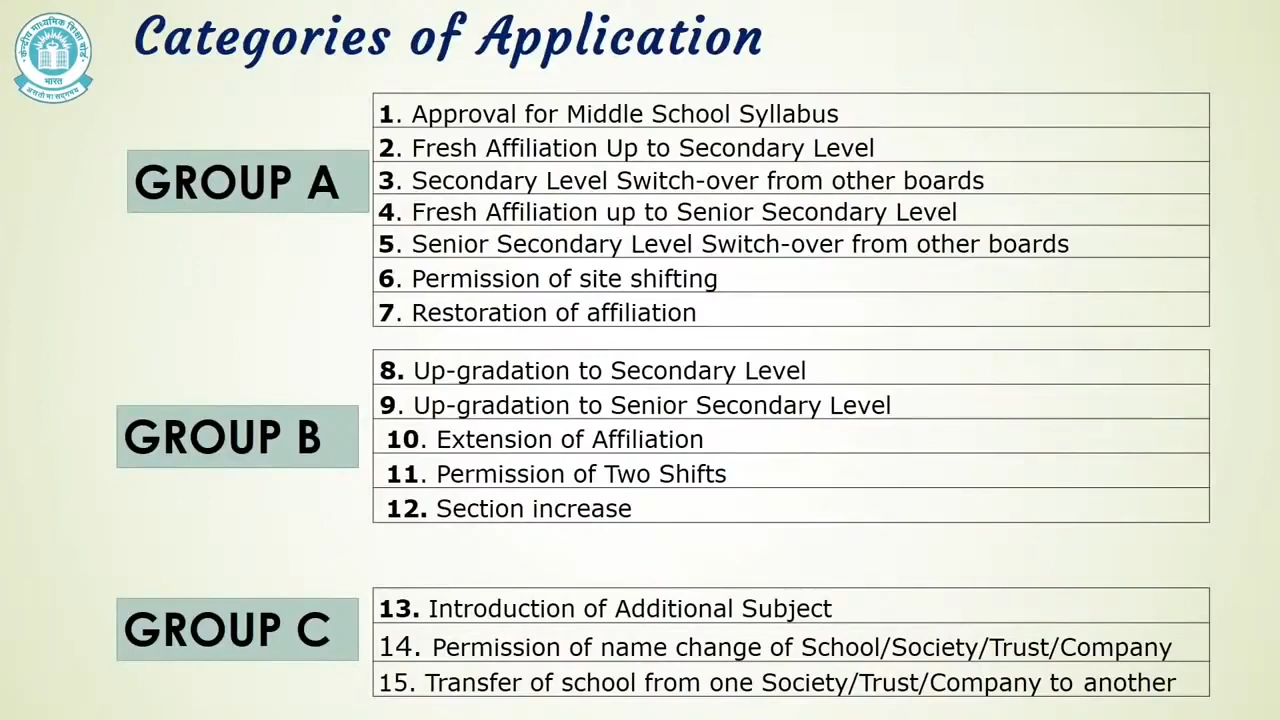 केन्द्रीय माध्यमिक शिक्षा बोर्ड
भारत
असतो मा सद्गमय
Categories of Application
GROUP A
1. Approval for Middle School Syllabus
2. Fresh Affiliation Up to Secondary Level
3. Secondary Level Switch-over from other boards
4. Fresh Affiliation up to Senior Secondary Level
5. Senior Secondary Level Switch-over from other boards
6. Permission of site shifting
7. Restoration of affiliation
GROUP B
8. Up-gradation to Secondary Level
9. Up-gradation to Senior Secondary Level
10. Extension of Affiliation
11. Permission of Two Shifts
12. Section increase
GROUP C
13. Introduction of Additional Subject
14. Permission of name change of School/Society/Trust/Company
15. Transfer of school from one Society/Trust/Company to another